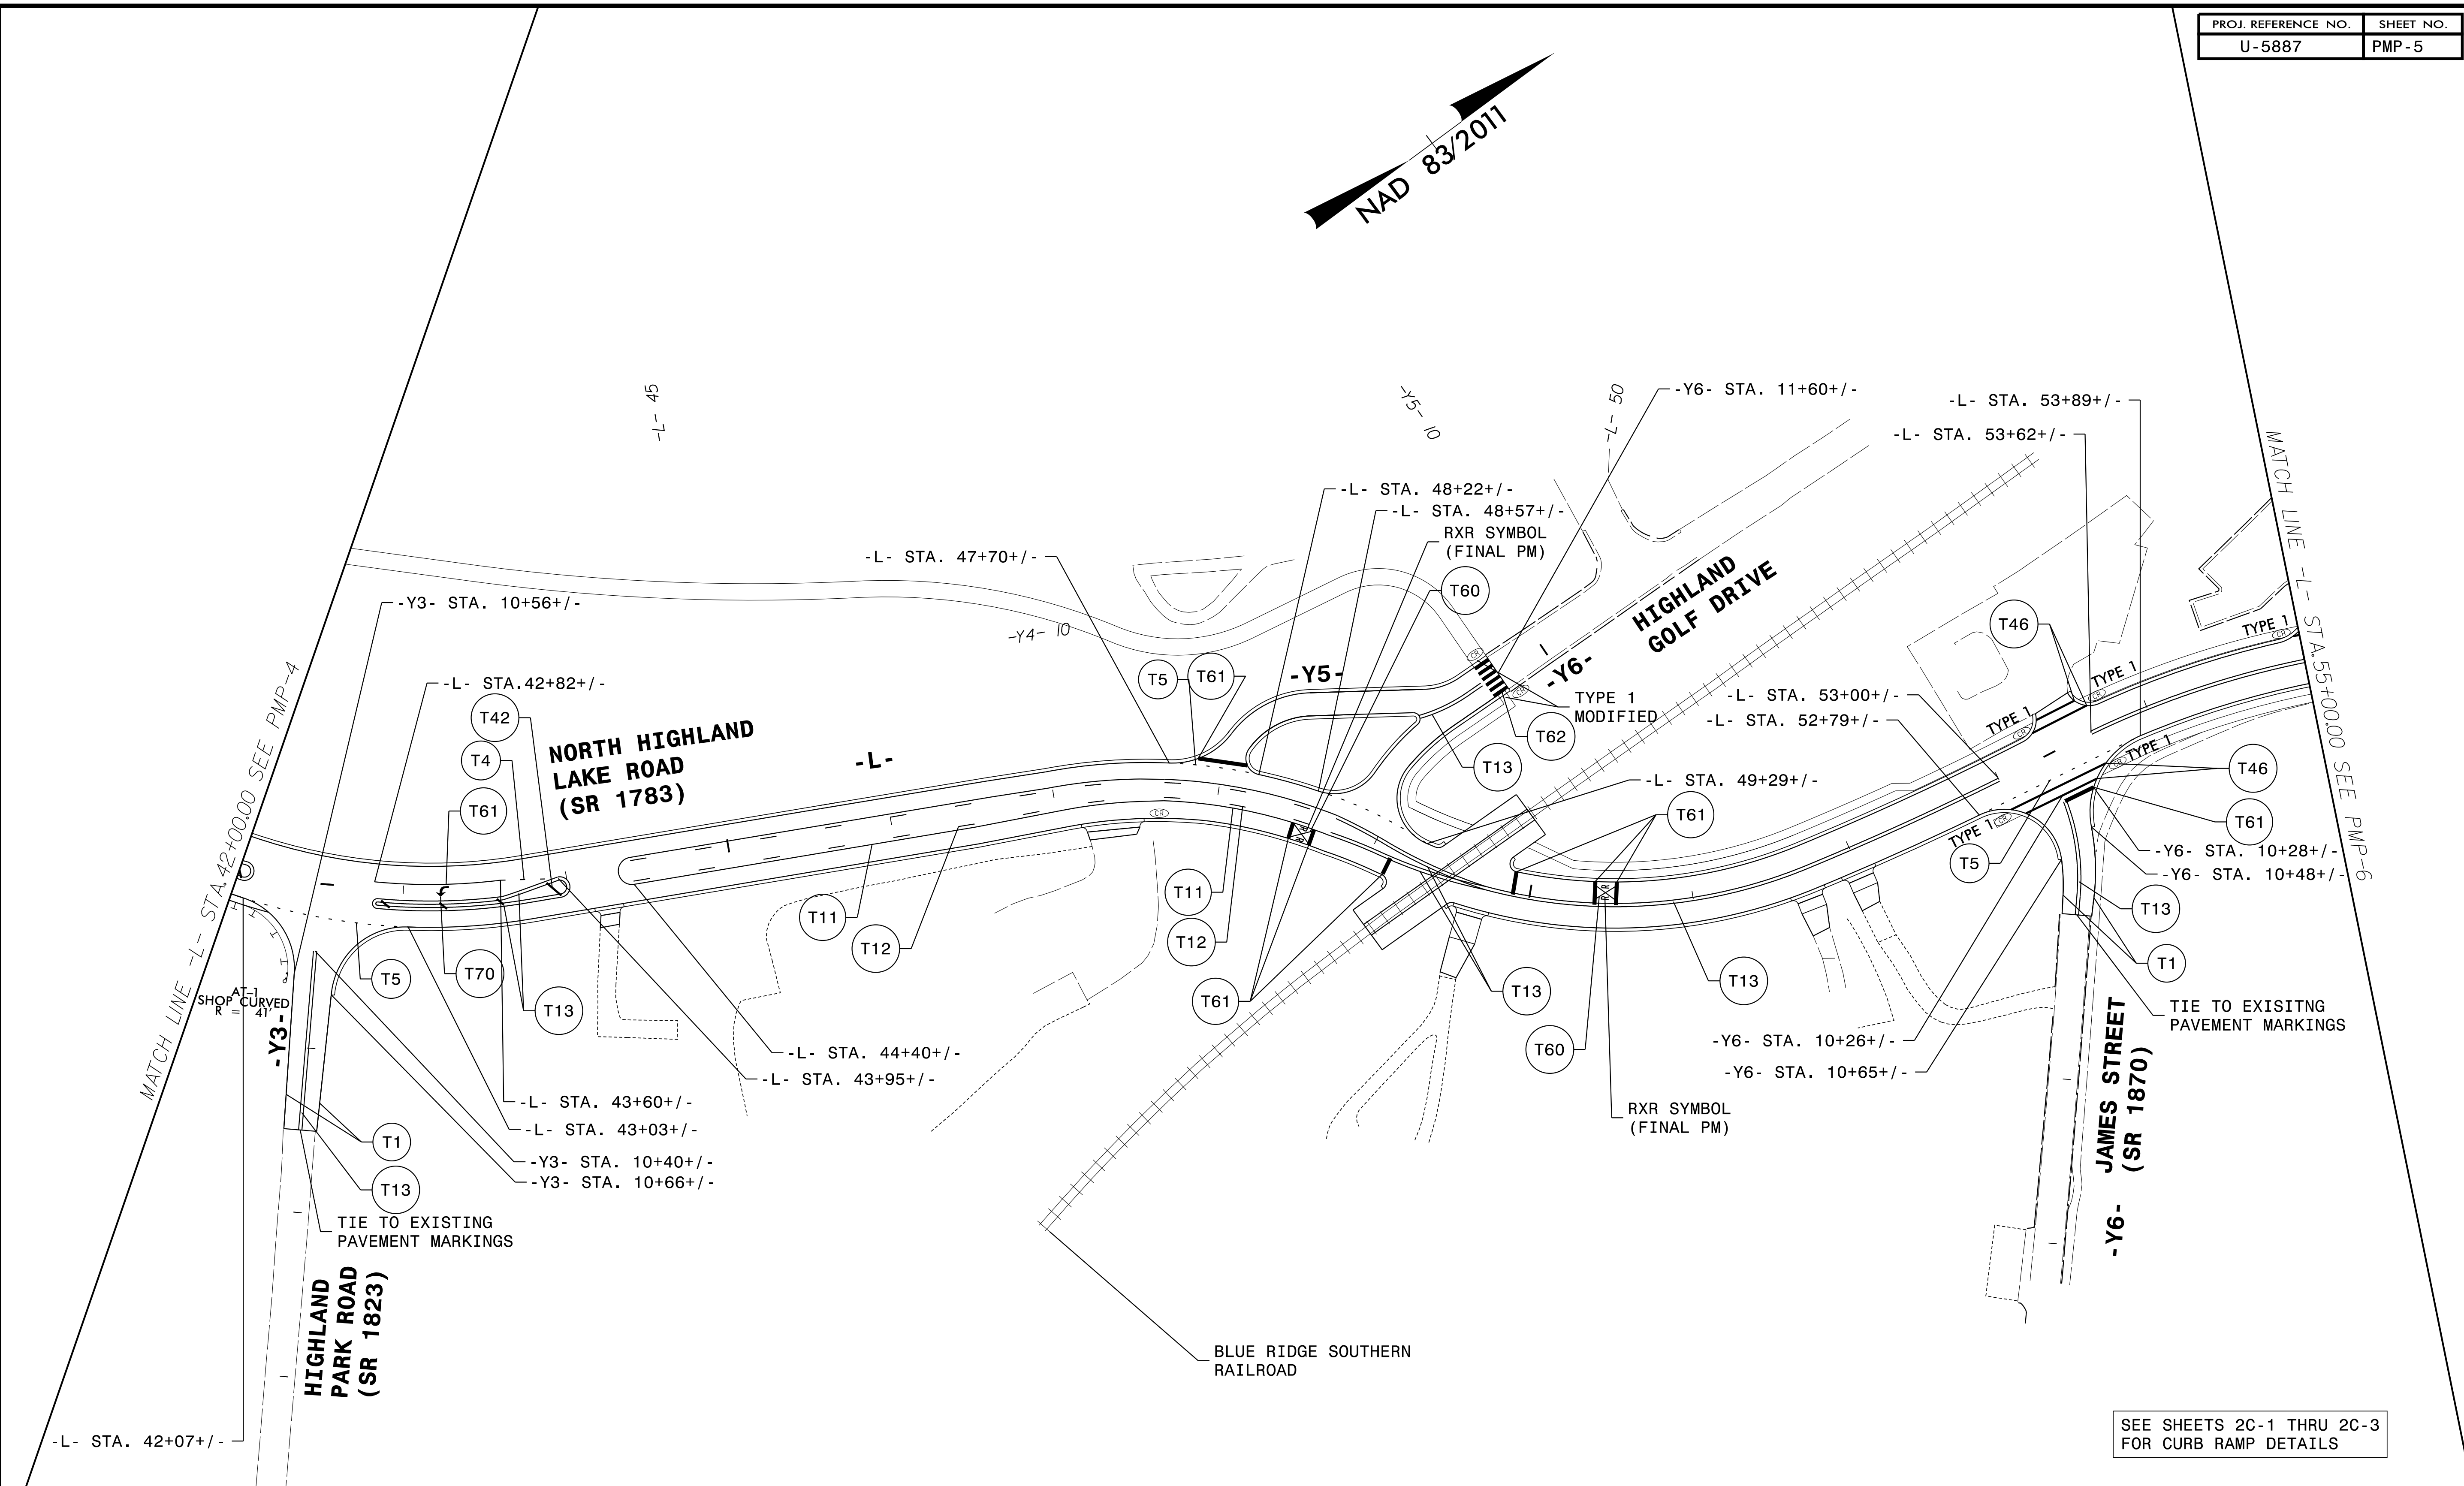 PROJ. REFERENCE NO.
SHEET NO.
U-5887
PMP-5
NAD 83/2011
-L- 45
-Y5- 10
-L- 50
-Y6- STA. 11+60+/-
-L- STA. 53+89+/-
-L- STA. 53+62+/-
MATCH LINE -L- STA.55+00.00 SEE PMP-6
-L- STA. 48+22+/-
-L- STA. 48+57+/-
RXR SYMBOL
(FINAL PM)
T60
-L- STA. 47+70+/-
-Y3- STA. 10+56+/-
-Y4- 10
HIGHLAND
GOLF DRIVE
-Y6-
T46
TYPE 1
TYPE 1
TYPE 1
TYPE 1
TYPE 1
CR
CR
CR
CR
CR
CR
CR
CR
MATCH LINE -L- STA.42+00.00 SEE PMP-4
-L- STA.42+82+/-
T42
T4
T61
NORTH HIGHLAND
LAKE ROAD
(SR 1783)
-L-
T5
T61
-Y5-
TYPE 1
MODIFIED
T62
T13
-L- STA. 53+00+/-
-L- STA. 52+79+/-
-L- STA. 49+29+/-
T61
T46
T61
-Y6- STA. 10+28+/-
-Y6- STA. 10+48+/-
T5
T13
T1
TIE TO EXISITNG
PAVEMENT MARKINGS
T11
T12
T11
T12
T61
RR
RR
T13
T13
T60
RXR SYMBOL
(FINAL PM)
-Y6- STA. 10+26+/-
-Y6- STA. 10+65+/-
-Y6- JAMES STREET
(SR 1870)
T5
T70
T13
AT-1
SHOP CURVED
R = 41'
-Y3-
-L- STA. 44+40+/-
-L- STA. 43+95+/-
-L- STA. 43+60+/-
-L- STA. 43+03+/-
-Y3- STA. 10+40+/-
-Y3- STA. 10+66+/-
T1
T13
TIE TO EXISTING
PAVEMENT MARKINGS
HIGHLAND
PARK ROAD
(SR 1823)
-L- STA. 42+07+/-
BLUE RIDGE SOUTHERN
RAILROAD
SEE SHEETS 2C-1 THRU 2C-3
FOR CURB RAMP DETAILS